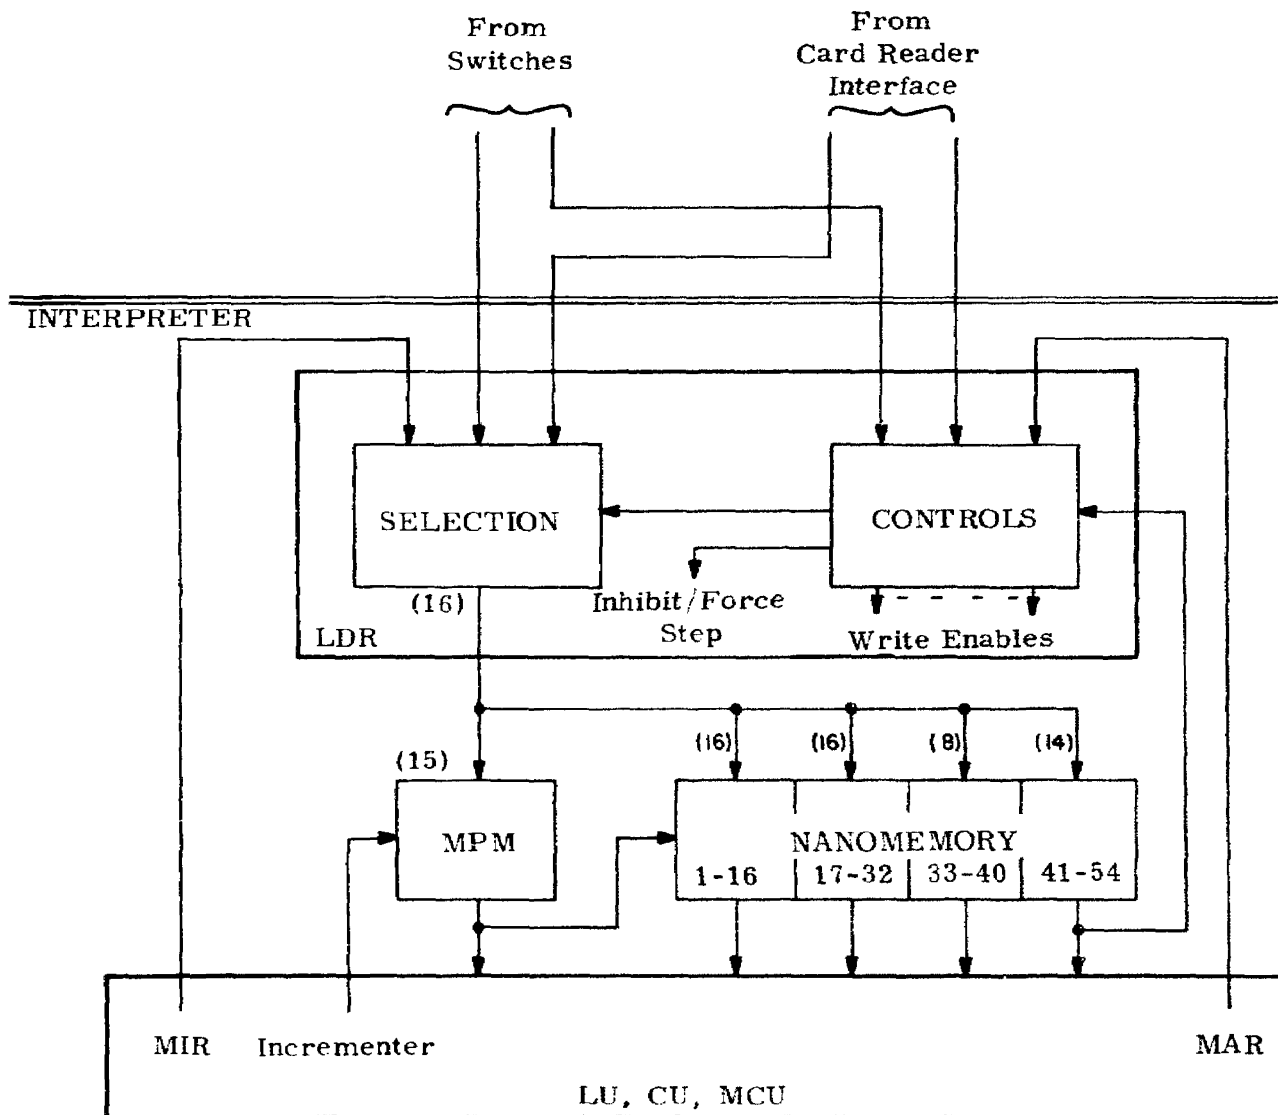 From
Switches
From
Card Reader
Interface
INTERPRETER
SELECTION
CONTROLS
(16)
Inhibit/Force
Step
Write Enables
LDR
(16)
(16)
(8)
(14)
(15)
MPM
NANOMEMORY
1-16
17-32
33-40
41-54
MIR
Incrementer
MAR
LU, CU, MCU